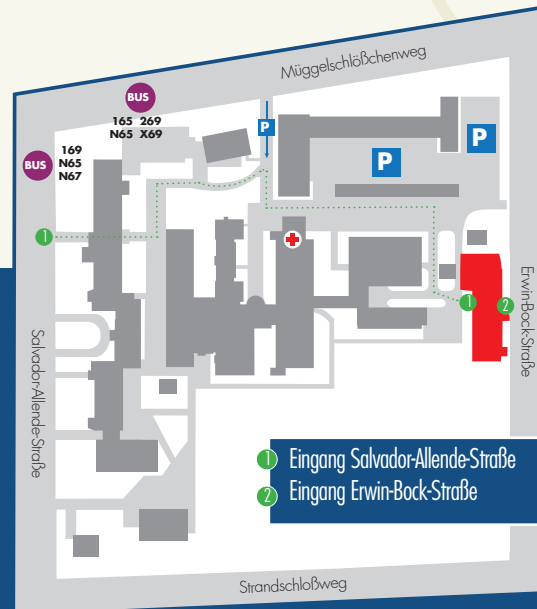 Müggelschlößchenweg
BUS
165 269
N65 X69
P
BUS
169
N65
N67
P
P
1
1
2
Salvador-Allende-Straße
Erwin-Bock-Straße
1 Eingang Salvador-Allende-Straße
2 Eingang Erwin-Bock-Straße
Strandschloßweg